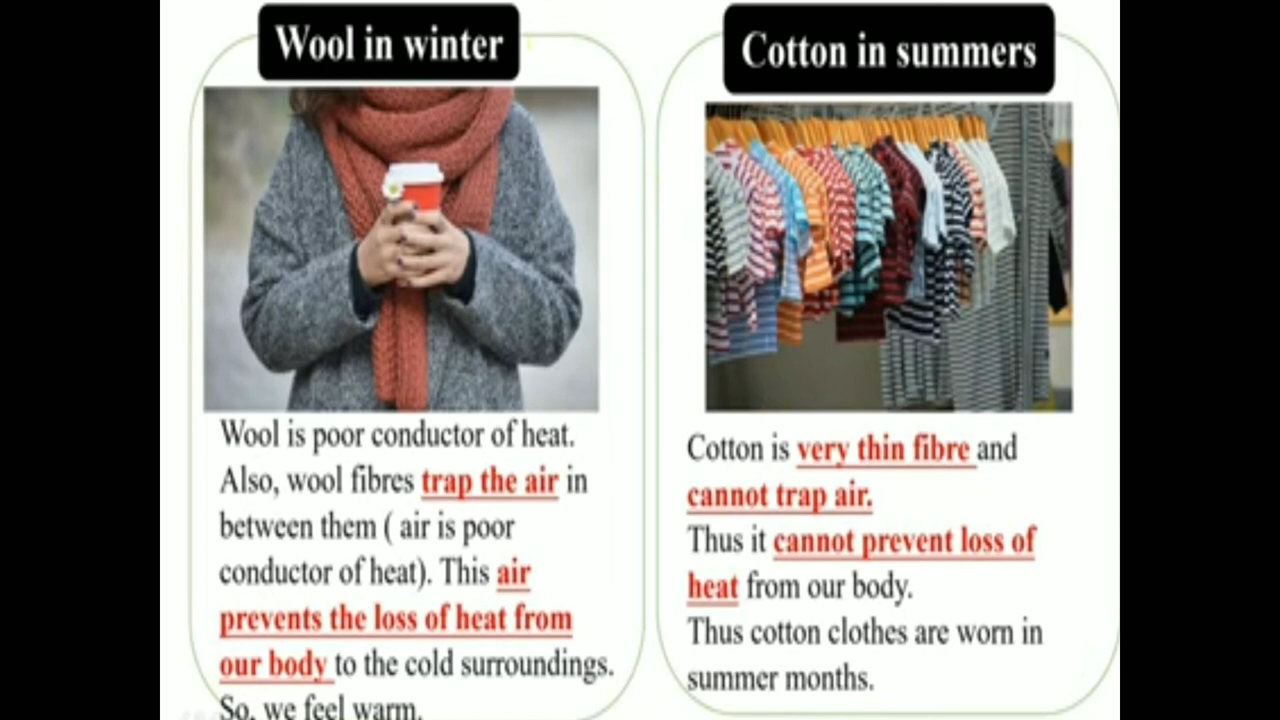 Wool in winter
Wool is poor conductor of heat.
Also, wool fibres trap the air in
between them ( air is poor
conductor of heat). This air
prevents the loss of heat from
our body to the cold surroundings.
So, we feel warm.
Cotton in summers
Cotton is very thin fibre and
cannot trap air.
Thus it cannot prevent loss of
heat from our body.
Thus cotton clothes are worn in
summer months.